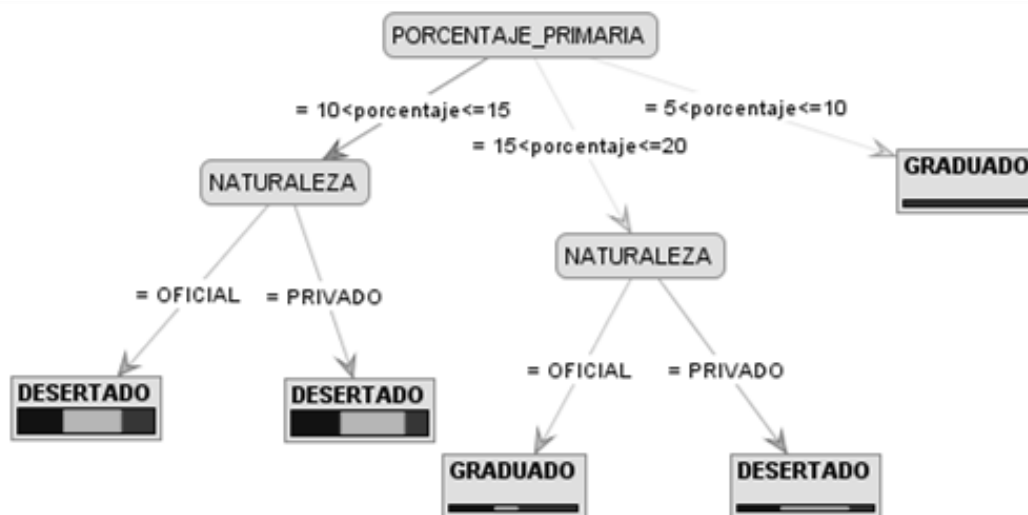 PORCENTAJE_PRIMARIA
= 10<porcentaje<=15
= 5<porcentaje<=10
= 15<porcentaje<=20
GRADUADO
NATURALEZA
NATURALEZA
= OFICIAL
= PRIVADO
= OFICIAL
= PRIVADO
DESERTADO
DESERTADO
GRADUADO
DESERTADO